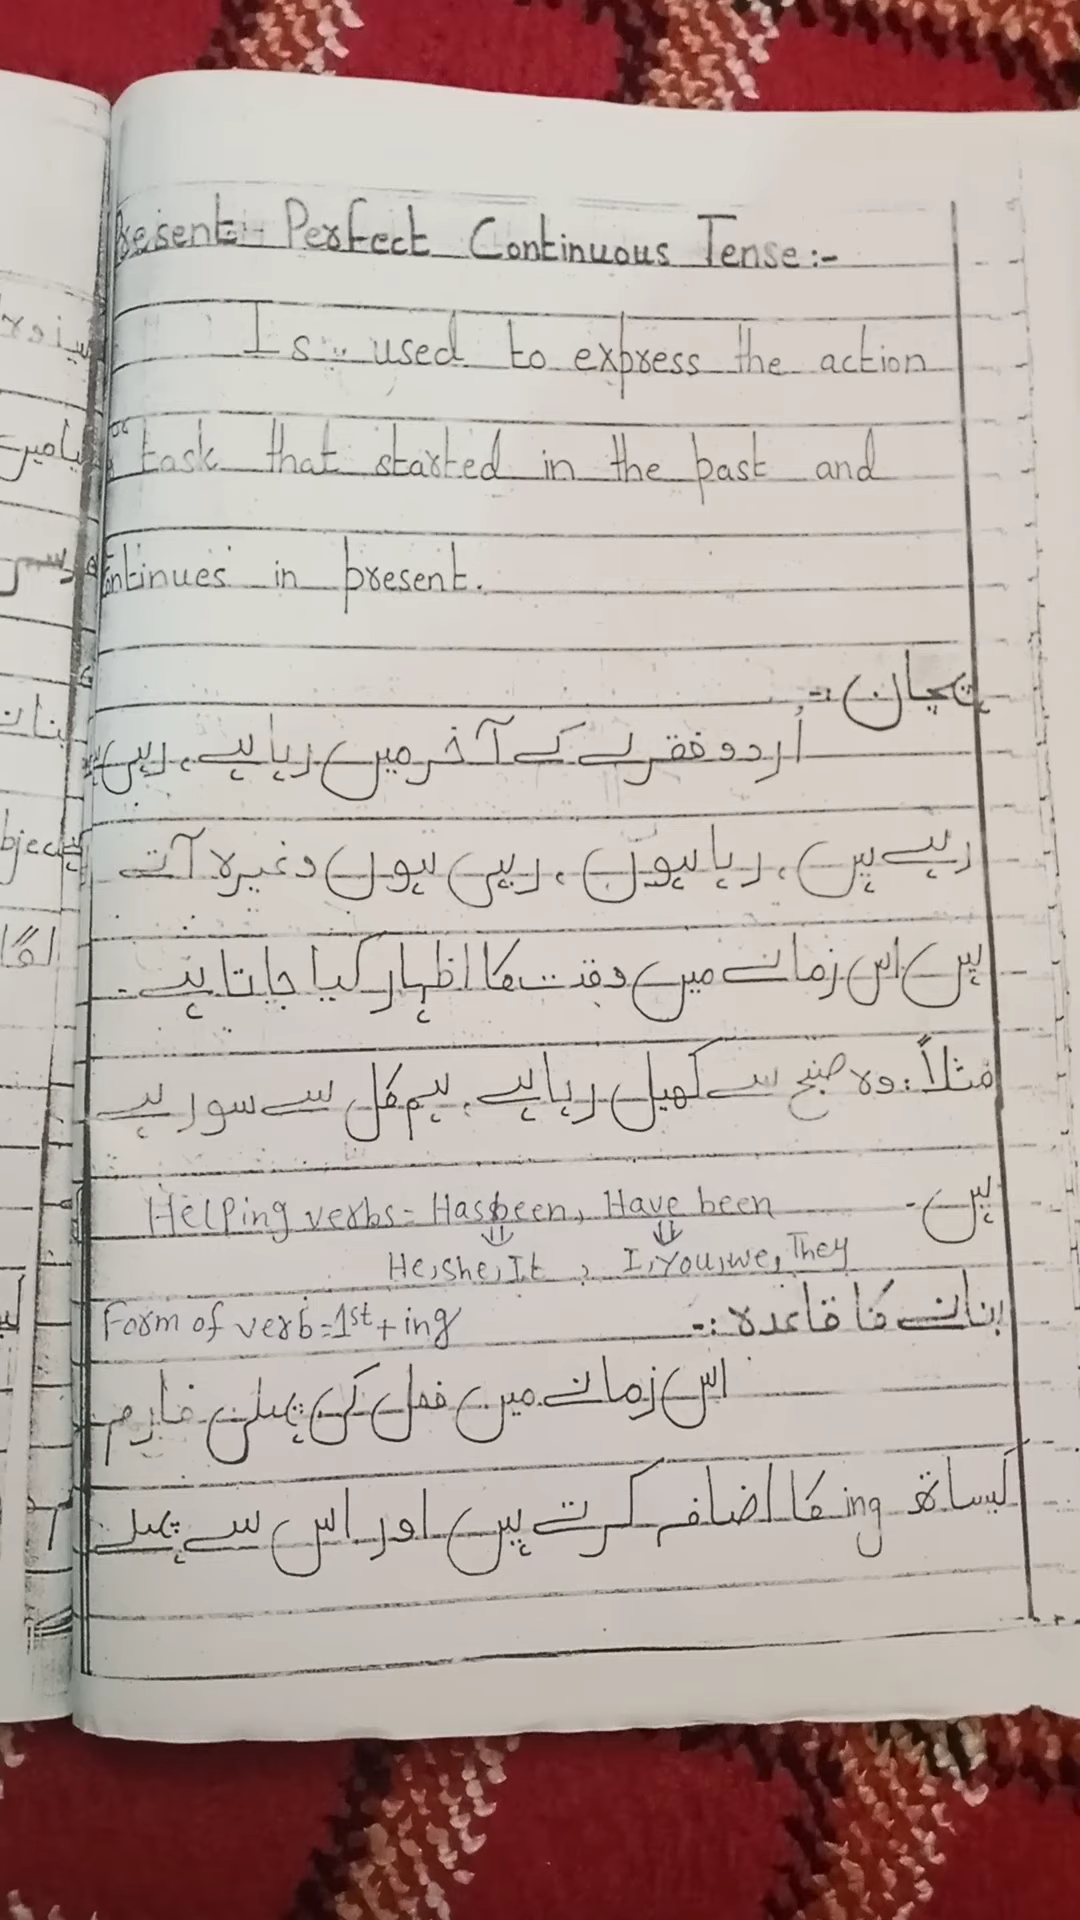 Present Perfect Continuous Tense:-
Is used to express the action
or task that started in the past and
continues in present.
پہچان :-
اُردو فقرے کے آخر میں رہا ہے، رہی ہے
رہے ہیں، رہا ہوں، رہی ہوں وغیرہ آتے
ہیں اس زمانے میں وقت کا اظہار کیا جاتا ہے۔
مثلاً: وہ صبح سے کھیل رہا ہے، ہم کل سے سو رہے
ہیں۔
Helping verbs = Has been, Have been
⇓ ⇓
He, she, It , I, You, we, They
بنانے کا قاعدہ :- Form of verb = 1st + ing
اس زمانے میں فعل کی پہلی فارم
کیساتھ ing کا اضافہ کرتے ہیں اور اس سے پہلے
بنانے
bject
لگا